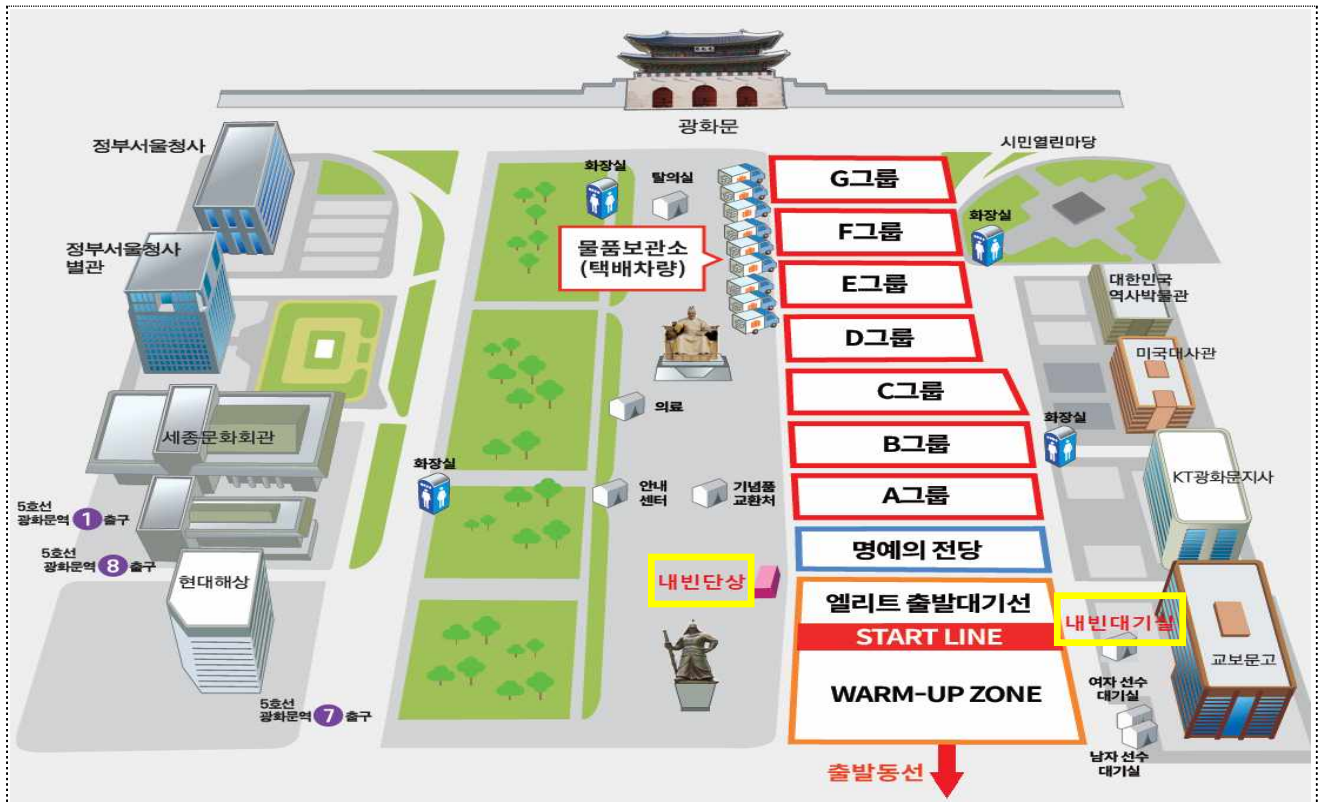 광화문
정부서울청사
시민열린마당
화장실
탈의실
G그룹
화장실
F그룹
물품보관소
(택배차량)
정부서울청사
별관
E그룹
대한민국
역사박물관
D그룹
미국대사관
C그룹
의료
화장실
세종문화회관
B그룹
화장실
KT광화문지사
안내
센터
기념품
교환처
A그룹
5호선
광화문역 1 출구
5호선
광화문역 8 출구
명예의 전당
현대해상
내빈단상
엘리트 출발대기선
내빈대기실
START LINE
교보문고
여자 선수
대기실
WARM-UP ZONE
5호선
광화문역 7 출구
남자 선수
대기실
출발동선